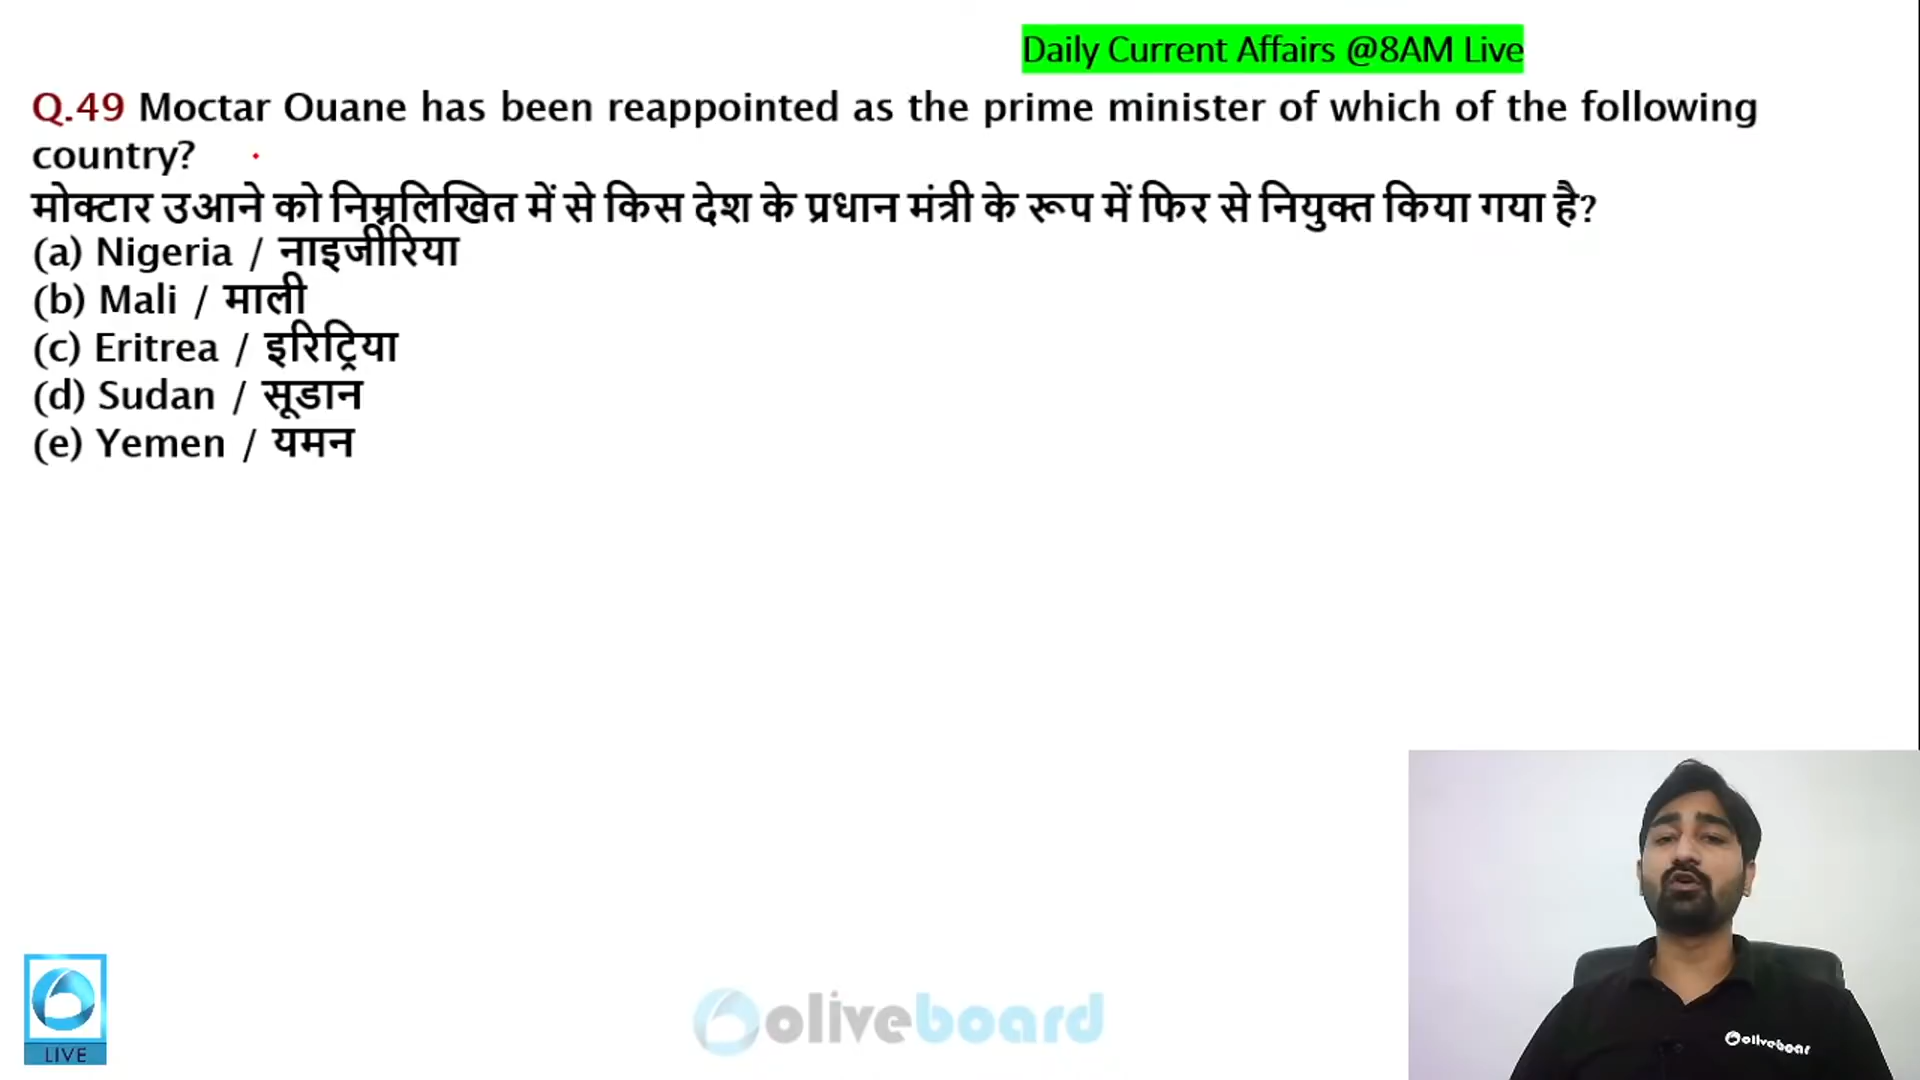 Daily Current Affairs @8AM Live
Q.49 Moctar Ouane has been reappointed as the prime minister of which of the following
country?
मोक्टार उआने को निम्नलिखित में से किस देश के प्रधान मंत्री के रूप में फिर से नियुक्त किया गया है?
(a) Nigeria / नाइजीरिया
(b) Mali / माली
(c) Eritrea / इरिट्रिया
(d) Sudan / सूडान
(e) Yemen / यमन
LIVE
oliveboard
oliveboar